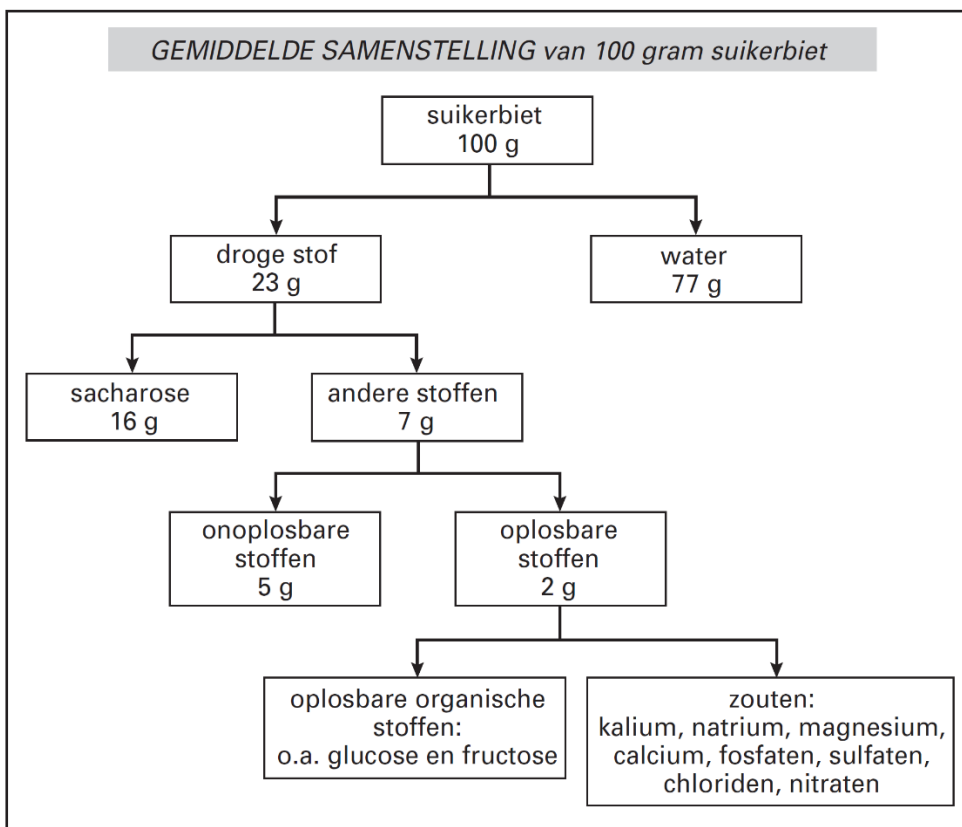 GEMIDDELDE SAMENSTELLING van 100 gram suikerbiet
suikerbiet
100 g
droge stof
23 g
water
77 g
sacharose
16 g
andere stoffen
7 g
onoplosbare
stoffen
5 g
oplosbare
stoffen
2 g
oplosbare organische
stoffen:
o.a. glucose en fructose
zouten:
kalium, natrium, magnesium,
calcium, fosfaten, sulfaten,
chloriden, nitraten